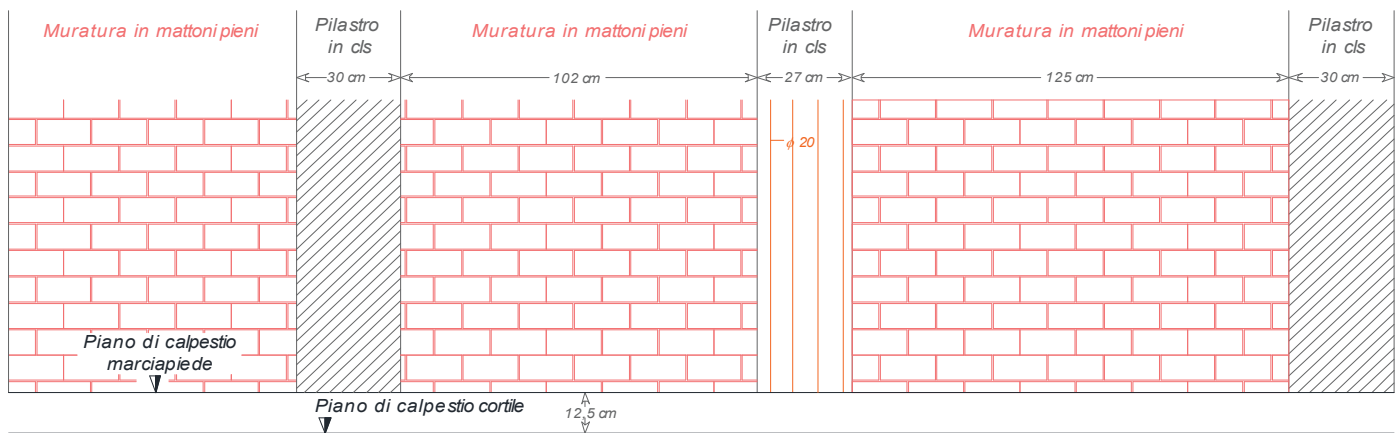 Muratura in mattoni pieni
Pilastro
in cls
Muratura in mattoni pieni
Pilastro
in cls
Muratura in mattoni pieni
Pilastro
in cls
30 cm
102 cm
27 cm
125 cm
30 cm
ϕ 20
Piano di calpestio
marciapiede
Piano di calpestio cortile
12,5 cm